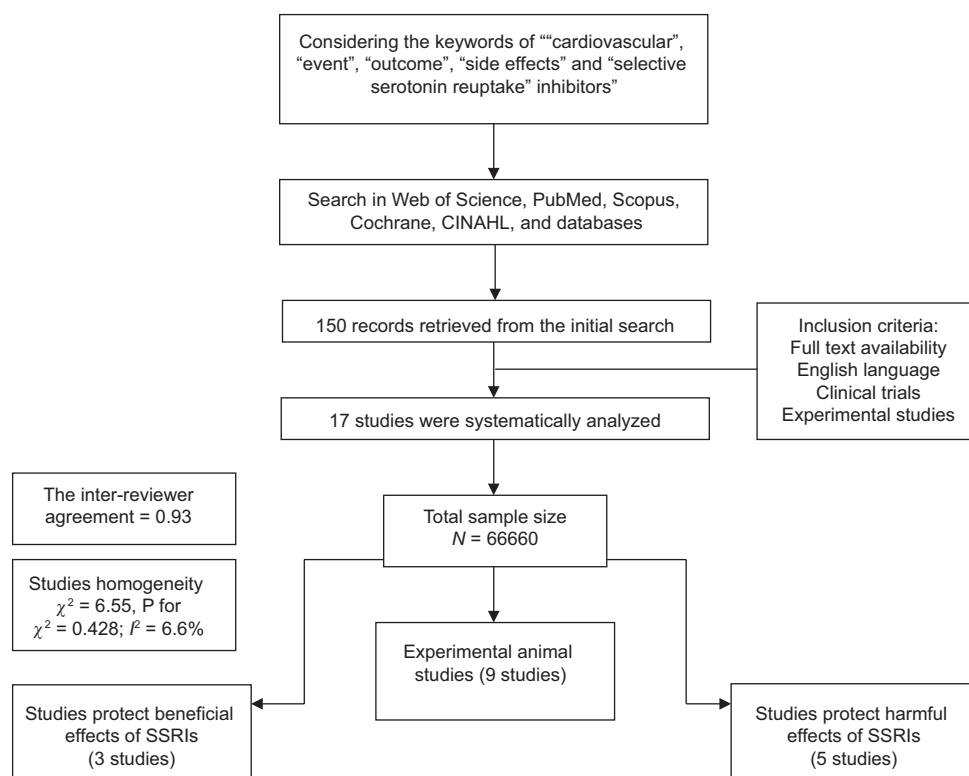 Considering the keywords of ““cardiovascular”,
“event”, “outcome”, “side effects” and “selective
serotonin reuptake” inhibitors”
Search in Web of Science, PubMed, Scopus,
Cochrane, CINAHL, and databases
150 records retrieved from the initial search
Inclusion criteria:
Full text availability
English language
Clinical trials
Experimental studies
17 studies were systematically analyzed
The inter-reviewer
agreement = 0.93
Total sample size
N = 66660
Studies homogeneity
χ² = 6.55, P for
χ² = 0.428; I² = 6.6%
Experimental animal
studies (9 studies)
Studies protect beneficial
effects of SSRIs
(3 studies)
Studies protect harmful
effects of SSRIs
(5 studies)